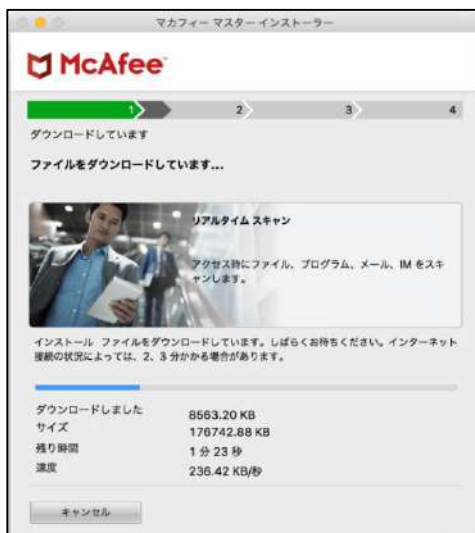 マカフィー マスター インストーラー
McAfee
1 2 3 4
ダウンロードしています
ファイルをダウンロードしています...
リアルタイム スキャン
アクセス時にファイル、プログラム、メール、IM をスキ
ャンします。
インストール ファイルをダウンロードしています。しばらくお待ちください。インターネット
接続の状況によっては、2、3 分かかる場合があります。
ダウンロードしました 8563.20 KB
サイズ 176742.88 KB
残り時間 1 分 23 秒
速度 236.42 KB/秒
キャンセル